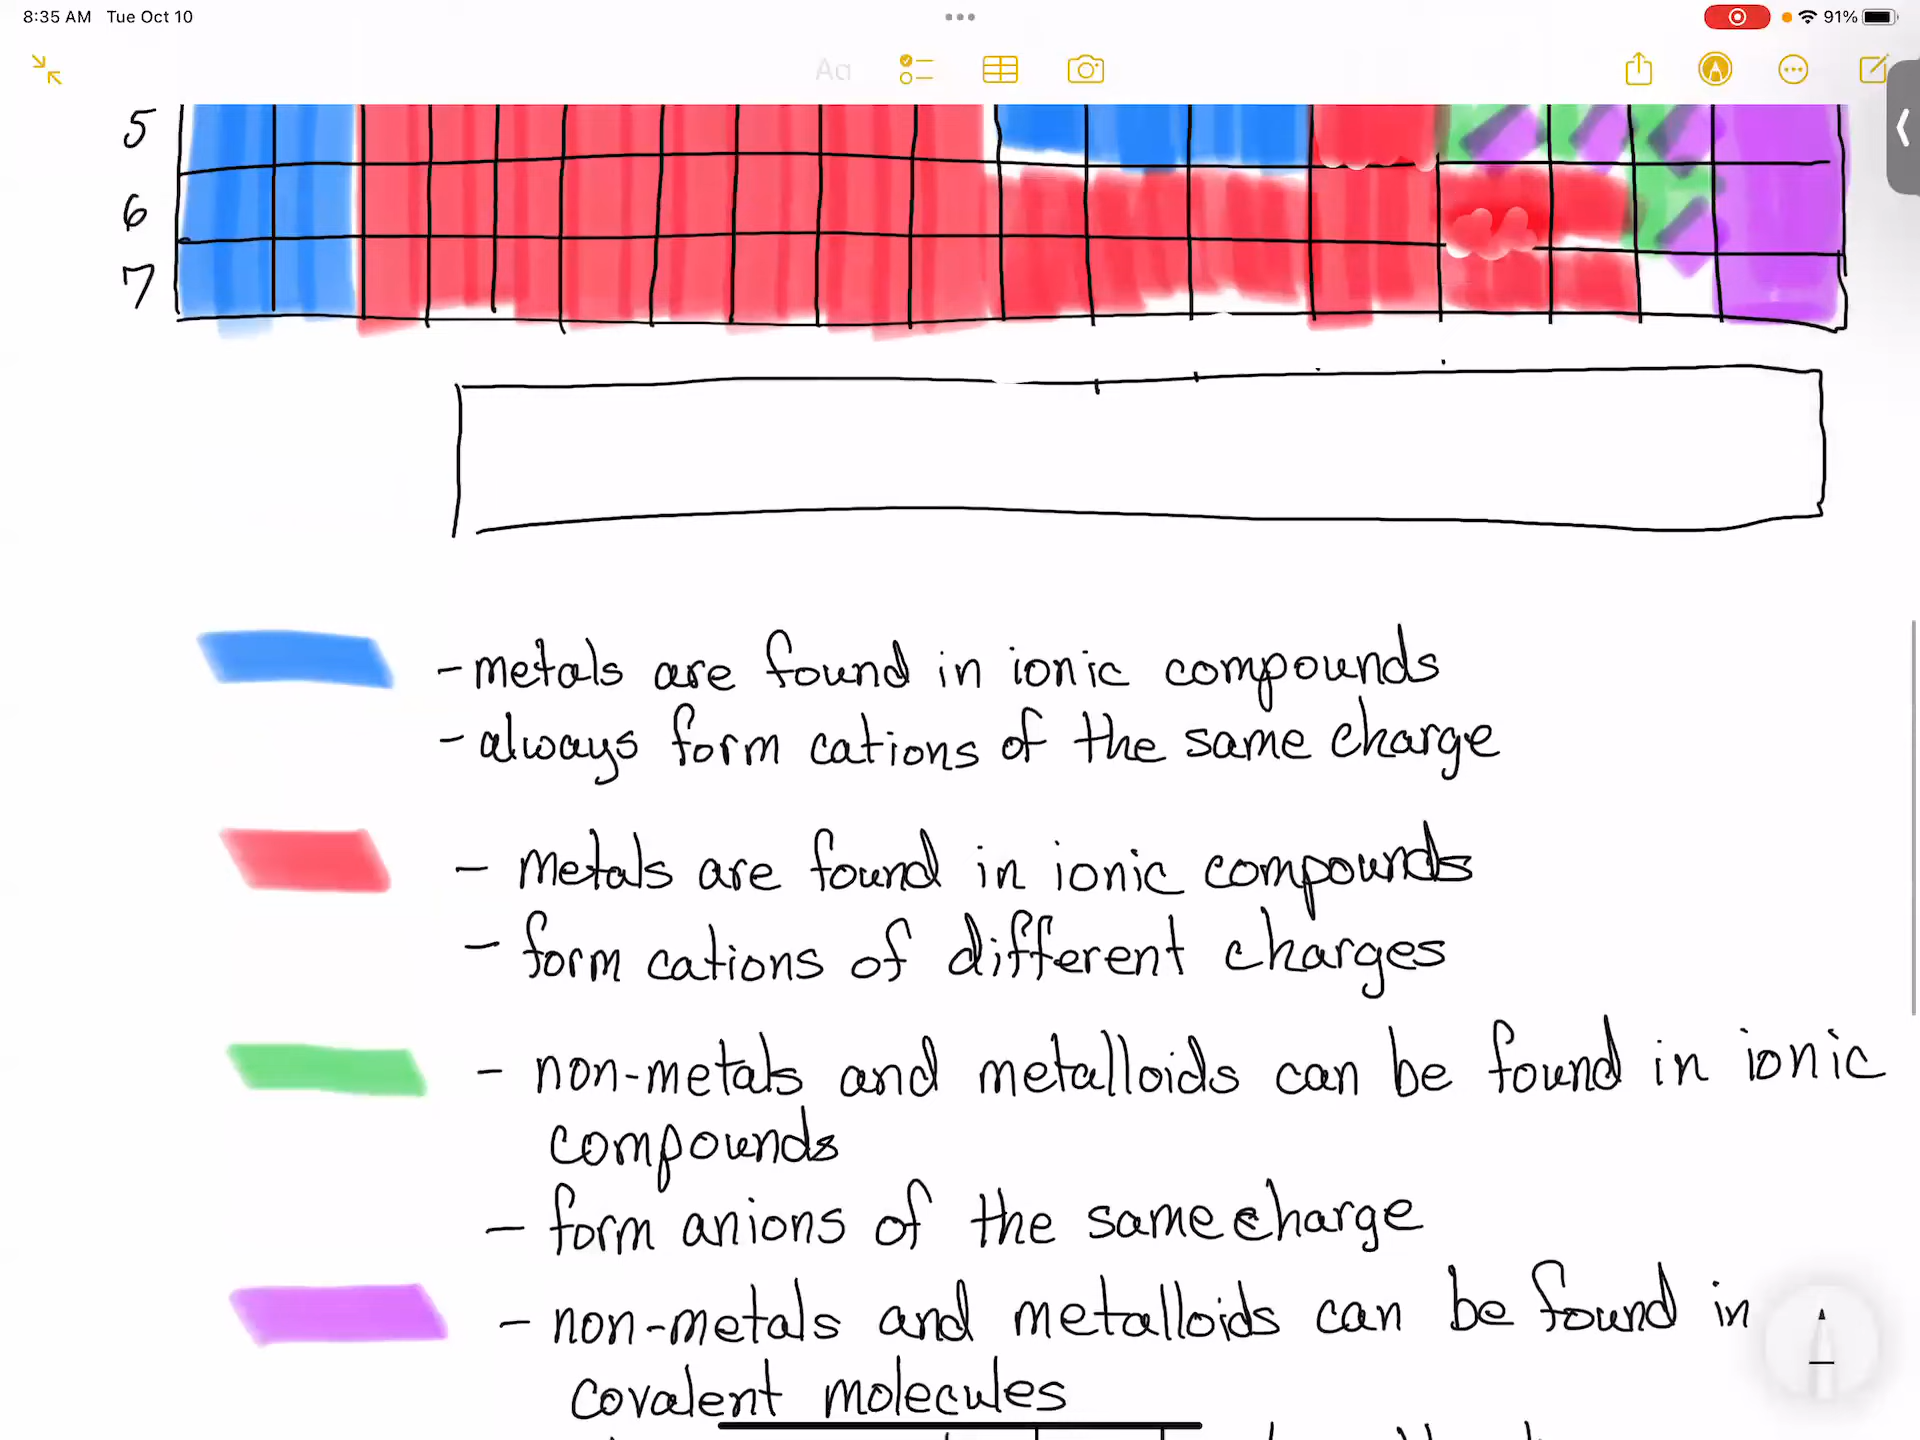 8:35 AM Tue Oct 10
91%
Aa
5
6
7
- metals are found in ionic compounds
- always form cations of the same charge
- metals are found in ionic compounds
- form cations of different charges
- non-metals and metalloids can be found in ionic
compounds
- form anions of the same charge
- non-metals and metalloids can be found in
covalent molecules